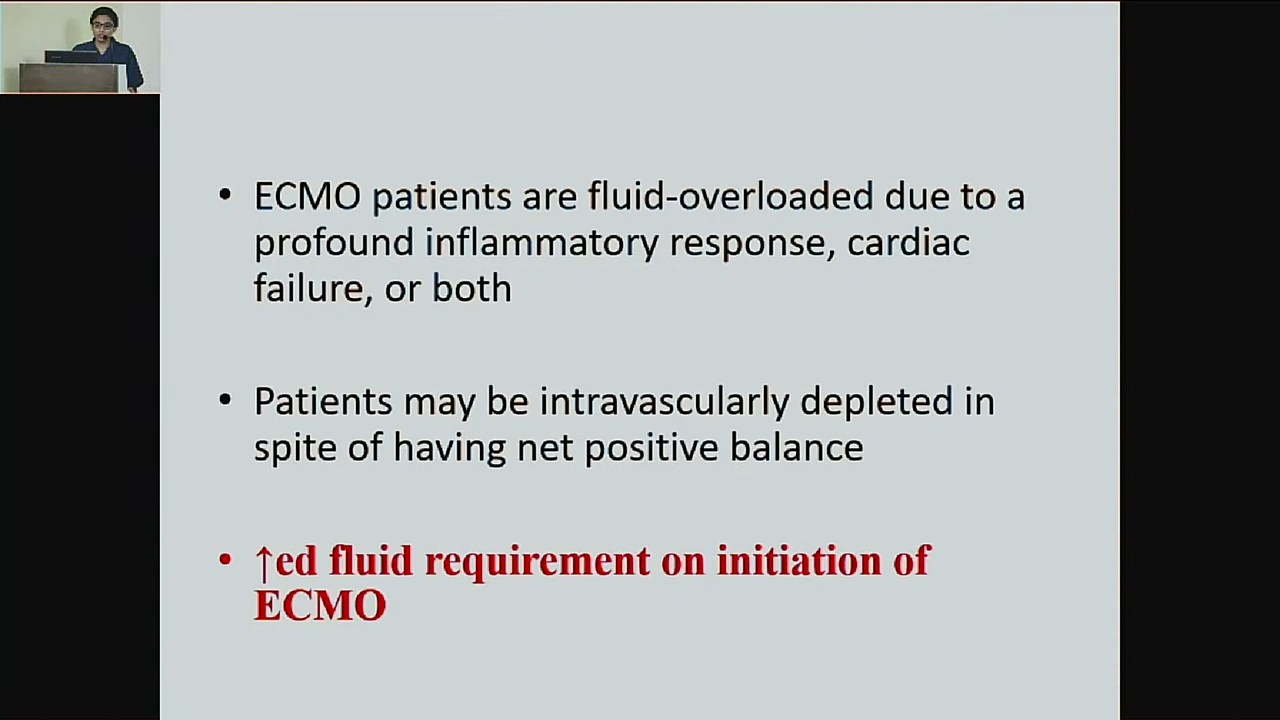 • ECMO patients are fluid-overloaded due to a
profound inflammatory response, cardiac
failure, or both
• Patients may be intravascularly depleted in
spite of having net positive balance
• ↑ed fluid requirement on initiation of
ECMO